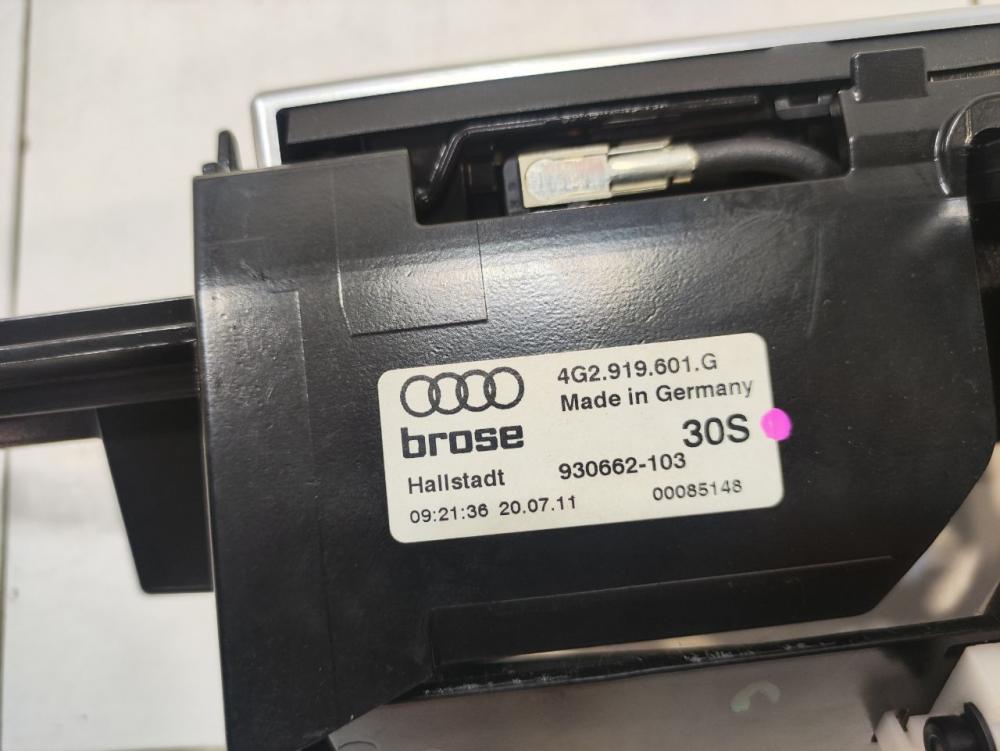 4G2.919.601.G
Made in Germany
brose
30S
Hallstadt 930662-103
09:21:36 20.07.11 00085148